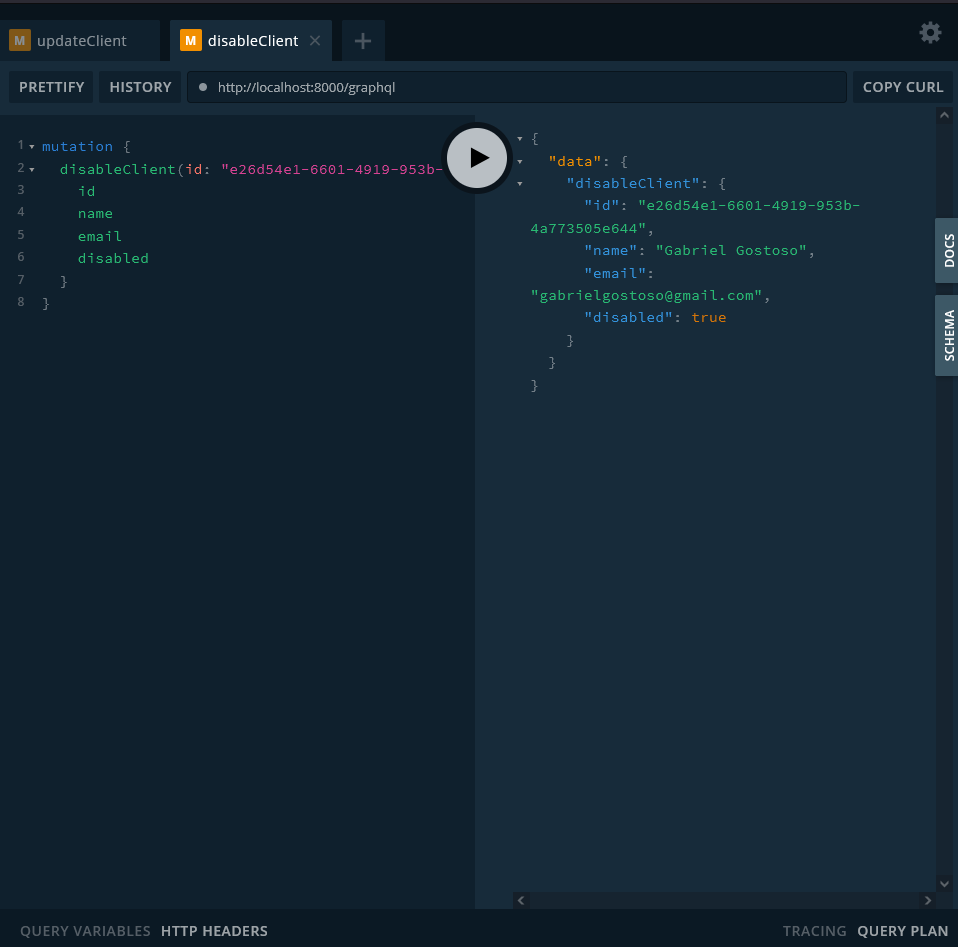 M updateClient
M disableClient
PRETTIFY HISTORY http://localhost:8000/graphql COPY CURL
1 mutation {
2 disableClient(id: "e26d54e1-6601-4919-953b-
3 id
4 name
5 email
6 disabled
7 }
8 }
{
"data": {
"disableClient": {
"id": "e26d54e1-6601-4919-953b-
4a773505e644",
"name": "Gabriel Gostoso",
"email":
"gabrielgostoso@gmail.com",
"disabled": true
}
}
}
DOCS
SCHEMA
QUERY VARIABLES HTTP HEADERS
TRACING QUERY PLAN